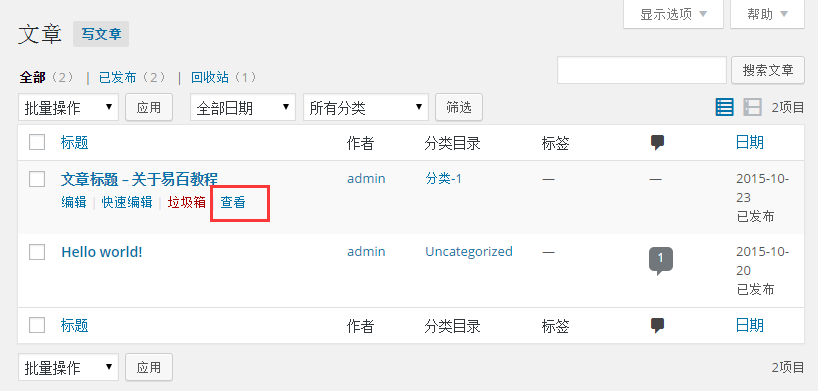 显示选项 帮助
文章 写文章
全部（2） | 已发布（2） | 回收站（1）
搜索文章
批量操作 应用 全部日期 所有分类 筛选 2项目
标题 作者 分类目录 标签 日期
文章标题 – 关于易百教程 admin 分类-1 — — 2015-10-
23
编辑 | 快速编辑 | 垃圾箱 | 查看 已发布
Hello world! admin Uncategorized — 1 2015-10-
20
已发布
标题 作者 分类目录 标签 日期
批量操作 应用 2项目